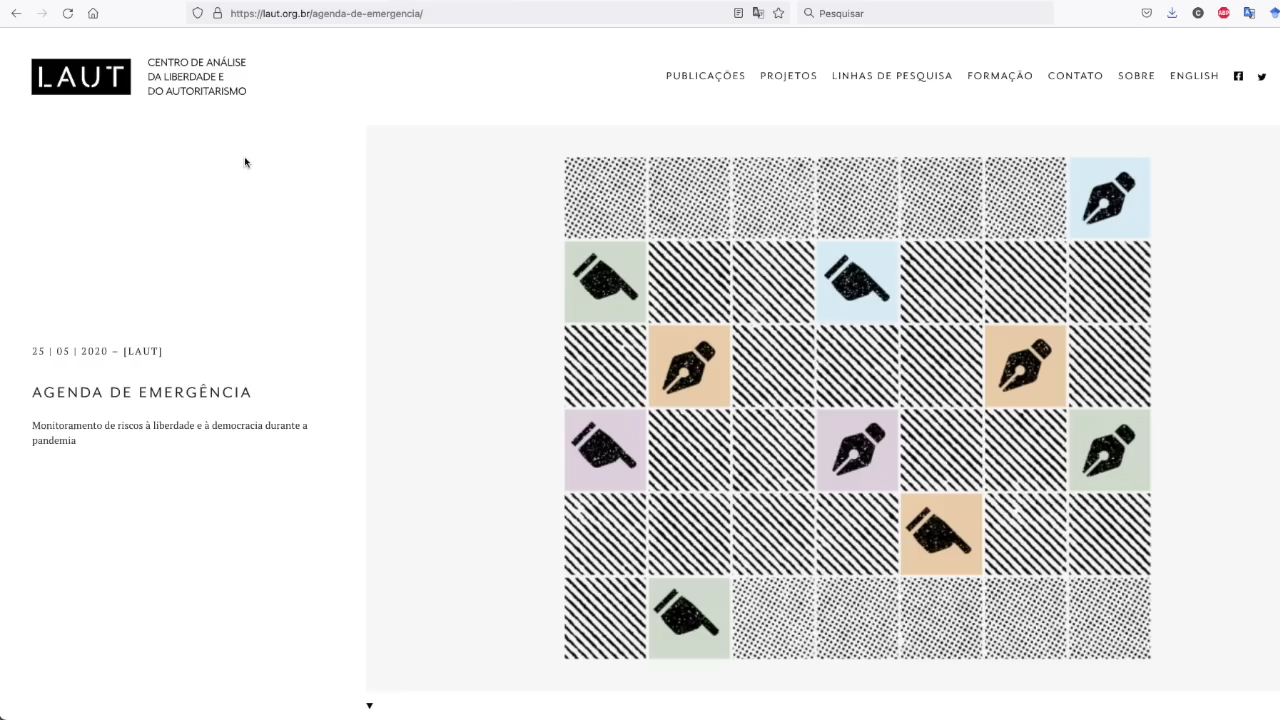 https://laut.org.br/agenda-de-emergencia/
Pesquisar
ABP
LAUT
CENTRO DE ANÁLISE
DA LIBERDADE E
DO AUTORITARISMO
PUBLICAÇÕES PROJETOS LINHAS DE PESQUISA FORMAÇÃO CONTATO SOBRE ENGLISH
25 | 05 | 2020 – [LAUT]
AGENDA DE EMERGÊNCIA
Monitoramento de riscos à liberdade e à democracia durante a
pandemia